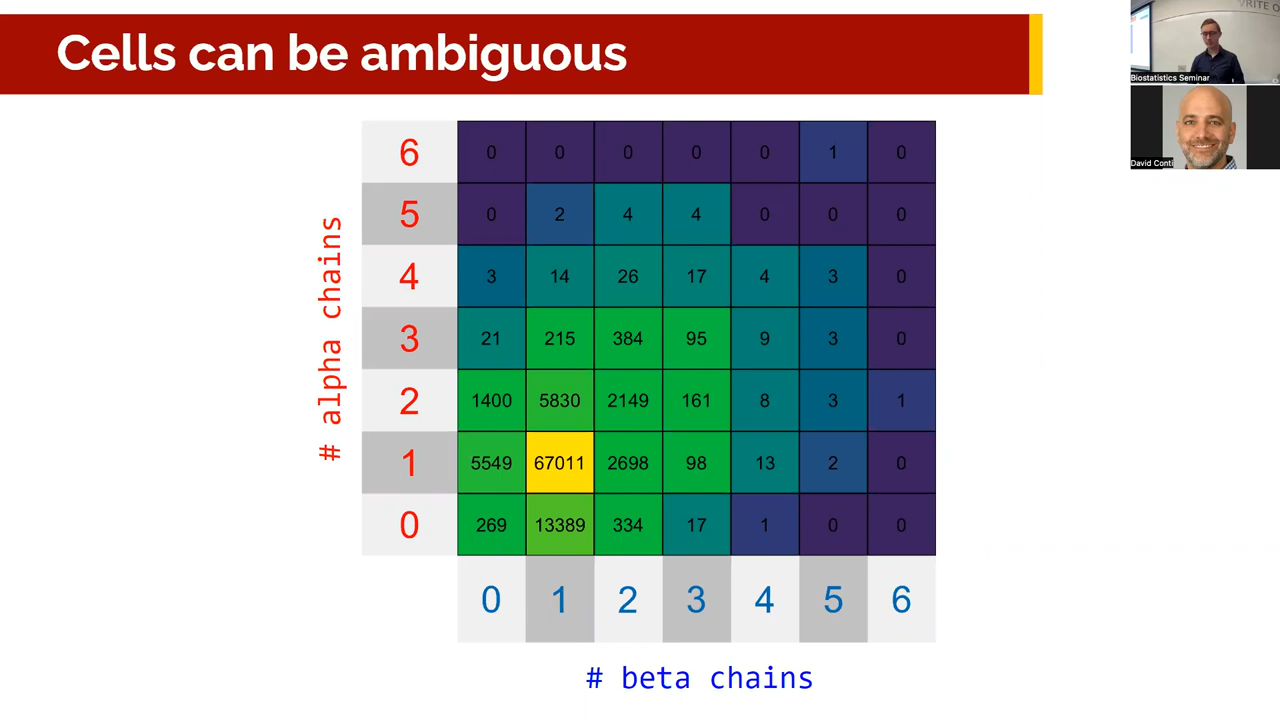 Cells can be ambiguous
VRITE O
Biostatistics Seminar
David Conti
# alpha chains
6 0 0 0 0 0 1 0
5 0 2 4 4 0 0 0
4 3 14 26 17 4 3 0
3 21 215 384 95 9 3 0
2 1400 5830 2149 161 8 3 1
1 5549 67011 2698 98 13 2 0
0 269 13389 334 17 1 0 0
0 1 2 3 4 5 6
# beta chains